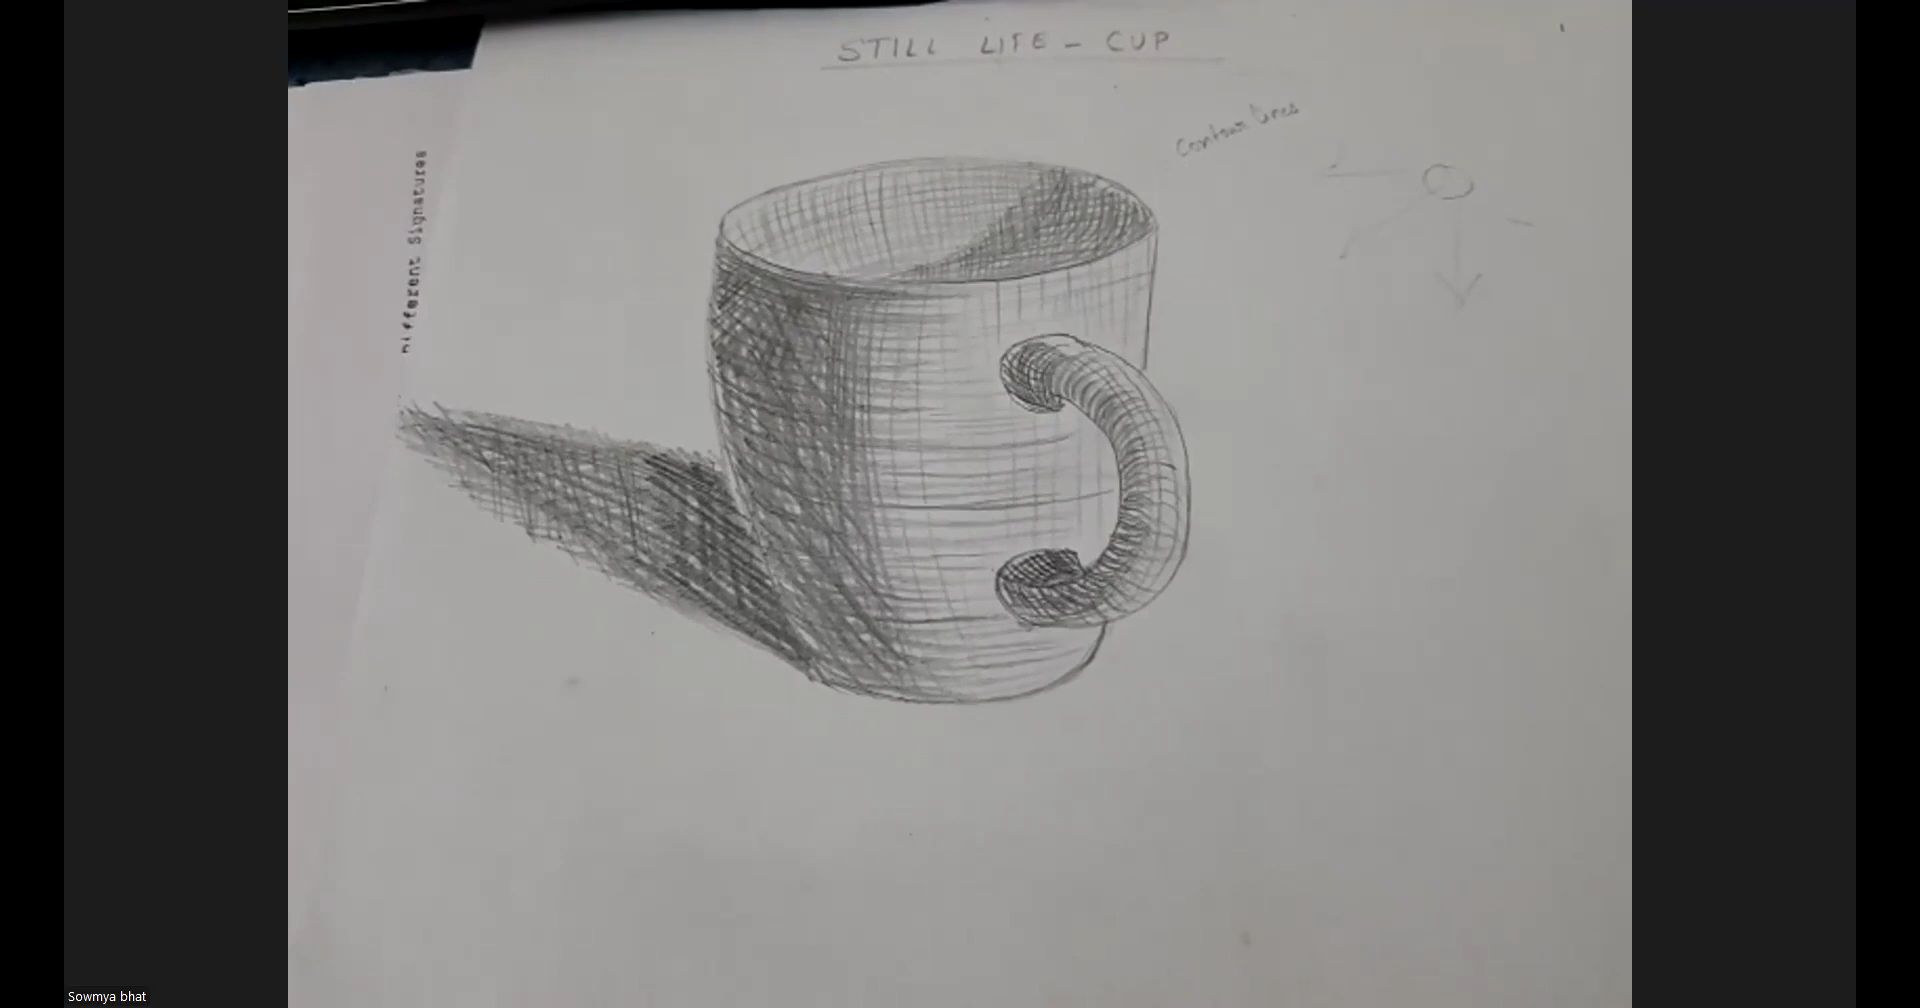 STILL LIFE - CUP
Contour lines
Different Signatures
Sowmya bhat